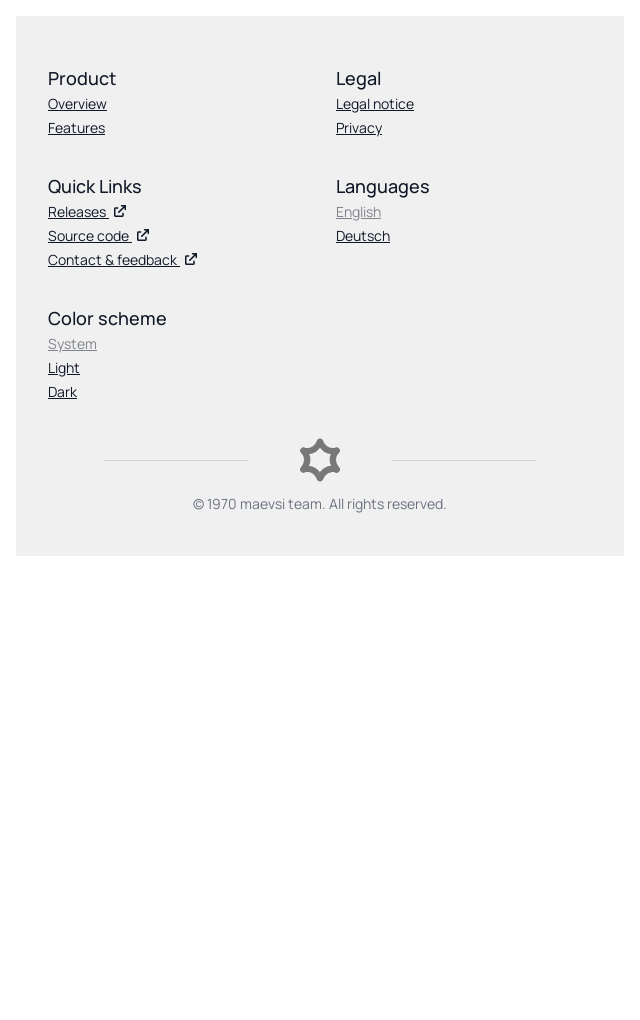 Product
Overview
Features
Legal
Legal notice
Privacy
Quick Links
Releases
Source code
Contact & feedback
Languages
English
Deutsch
Color scheme
System
Light
Dark
© 1970 maevsi team. All rights reserved.